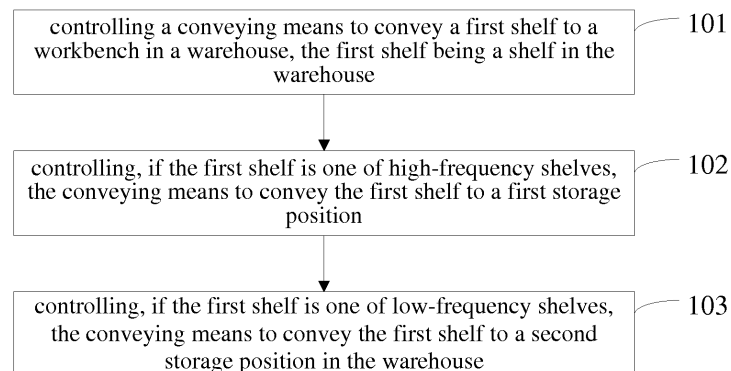 controlling a conveying means to convey a first shelf to a
workbench in a warehouse, the first shelf being a shelf in the
warehouse
101
controlling, if the first shelf is one of high-frequency shelves,
the conveying means to convey the first shelf to a first storage
position
102
controlling, if the first shelf is one of low-frequency shelves,
the conveying means to convey the first shelf to a second
storage position in the warehouse
103